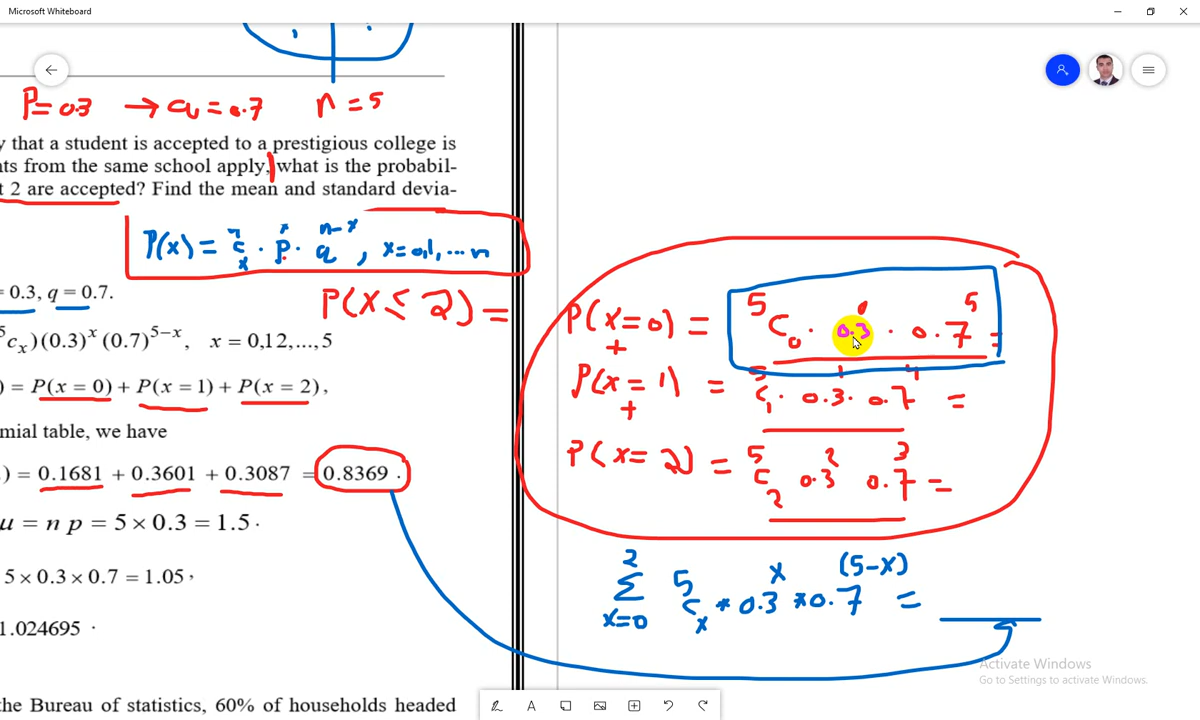 Microsoft Whiteboard
P=0.3 → q=0.7 n=5
y that a student is accepted to a prestigious college is
nts from the same school apply, what is the probabil-
t 2 are accepted? Find the mean and standard devia-
P(x) = ⁿCₓ · pˣ · qⁿ⁻ˣ , x=0,1,...n
= 0.3, q = 0.7.
P(X ≤ 2) =
⁵cₓ)(0.3)ˣ (0.7)⁵⁻ˣ, x = 0,12,...,5
) = P(x = 0) + P(x = 1) + P(x = 2),
mial table, we have
) = 0.1681 + 0.3601 + 0.3087 = 0.8369 .
μ = n p = 5 × 0.3 = 1.5 .
5 × 0.3 × 0.7 = 1.05 ,
1.024695 .
the Bureau of statistics, 60% of households headed
P(X=0) = ⁵C₀ · 0.3⁰ · 0.7⁵ =
+
P(X=1) = ⁵C₁ · 0.3¹ · 0.7⁴ =
+
P(X=2) = ⁵C₂ 0.3² 0.7³ =
2
Σ ⁵Cₓ * 0.3ˣ * 0.7⁽⁵⁻ˣ⁾ =
X=0
Activate Windows
Go to Settings to activate Windows.